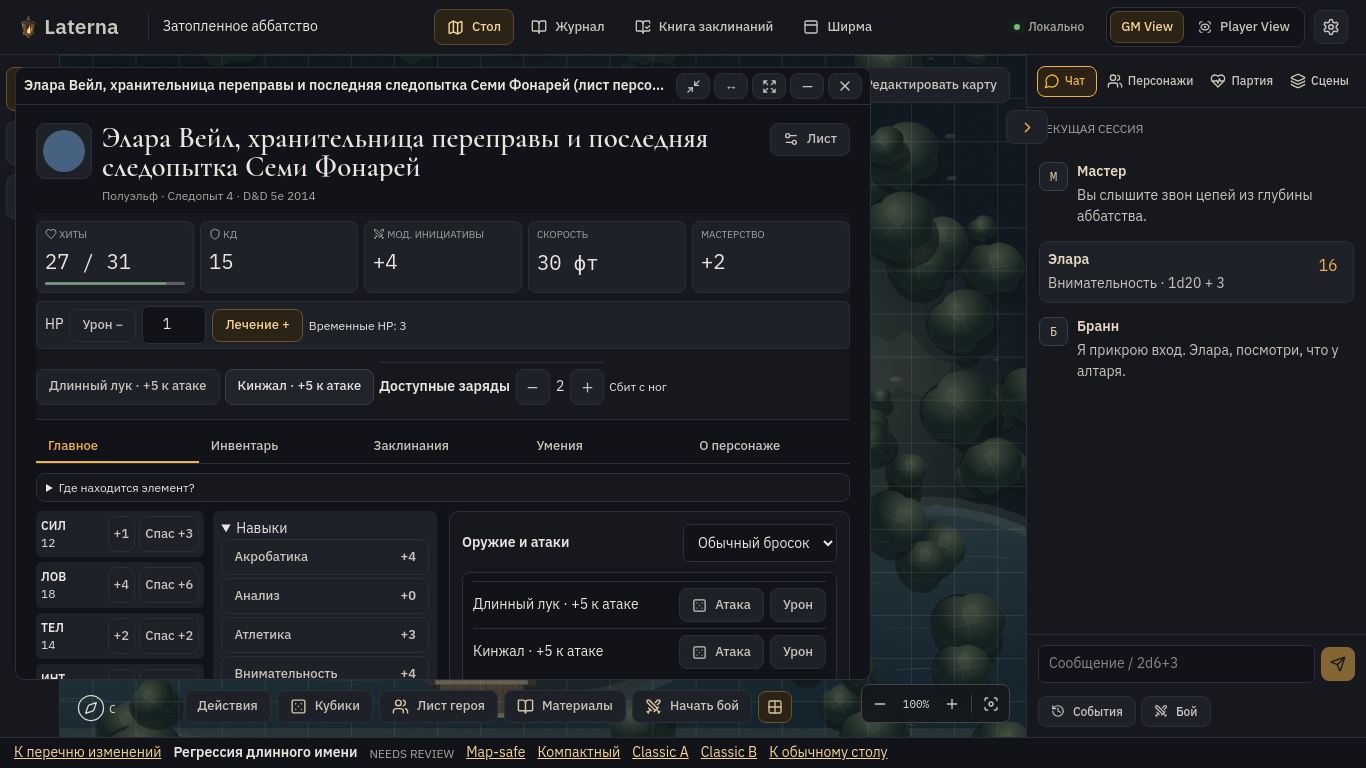 Laterna
Затопленное аббатство
Стол
Журнал
Книга заклинаний
Ширма
Локально
GM View
Player View
Элара Вейл, хранительница переправы и последняя следопытка Семи Фонарей (лист персо...
Редактировать карту
Чат
Персонажи
Партия
Сцены
Элара Вейл, хранительница переправы и последняя
следопытка Семи Фонарей
Полуэльф · Следопыт 4 · D&D 5e 2014
Лист
ЕКУЩАЯ СЕССИЯ
М
Мастер
Вы слышите звон цепей из глубины
аббатства.
Элара
Внимательность · 1d20 + 3
16
Б
Бранн
Я прикрою вход. Элара, посмотри, что у
алтаря.
ХИТЫ
27 / 31
КД
15
МОД. ИНИЦИАТИВЫ
+4
СКОРОСТЬ
30 фт
МАСТЕРСТВО
+2
HP
Урон −
1
Лечение +
Временные HP: 3
Длинный лук · +5 к атаке
Кинжал · +5 к атаке
Доступные заряды
−
2
+
Сбит с ног
Главное
Инвентарь
Заклинания
Умения
О персонаже
Где находится элемент?
СИЛ
12
+1
Спас +3
ЛОВ
18
+4
Спас +6
ТЕЛ
14
+2
Спас +2
ИНТ
Навыки
Акробатика +4
Анализ +0
Атлетика +3
Внимательность +4
Оружие и атаки
Обычный бросок
Длинный лук · +5 к атаке
Атака
Урон
Кинжал · +5 к атаке
Атака
Урон
С
Действия
Кубики
Лист героя
Материалы
Начать бой
100%
Сообщение / 2d6+3
События
Бой
К перечню изменений
Регрессия длинного имени
NEEDS REVIEW
Map-safe
Компактный
Classic A
Classic B
К обычному столу